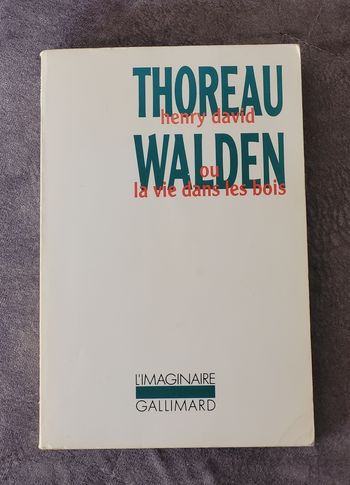 THOREAU
henry david
WALDEN
ou
la vie dans les bois
L'IMAGINAIRE
GALLIMARD